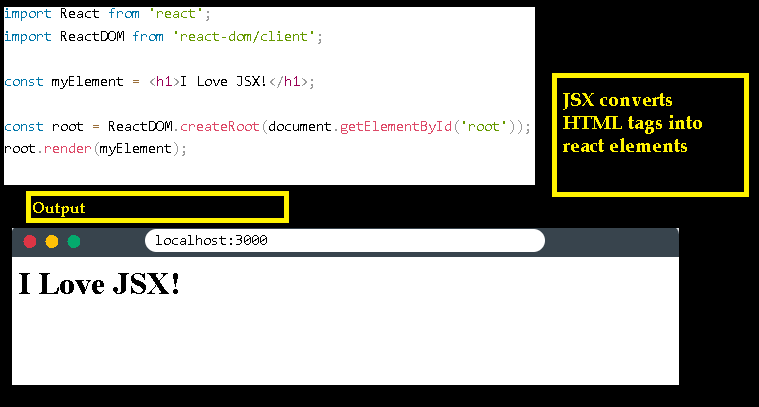 import React from 'react';
import ReactDOM from 'react-dom/client';
const myElement = <h1>I Love JSX!</h1>;
const root = ReactDOM.createRoot(document.getElementById('root'));
root.render(myElement);
JSX converts
HTML tags into
react elements
Output
localhost:3000
I Love JSX!